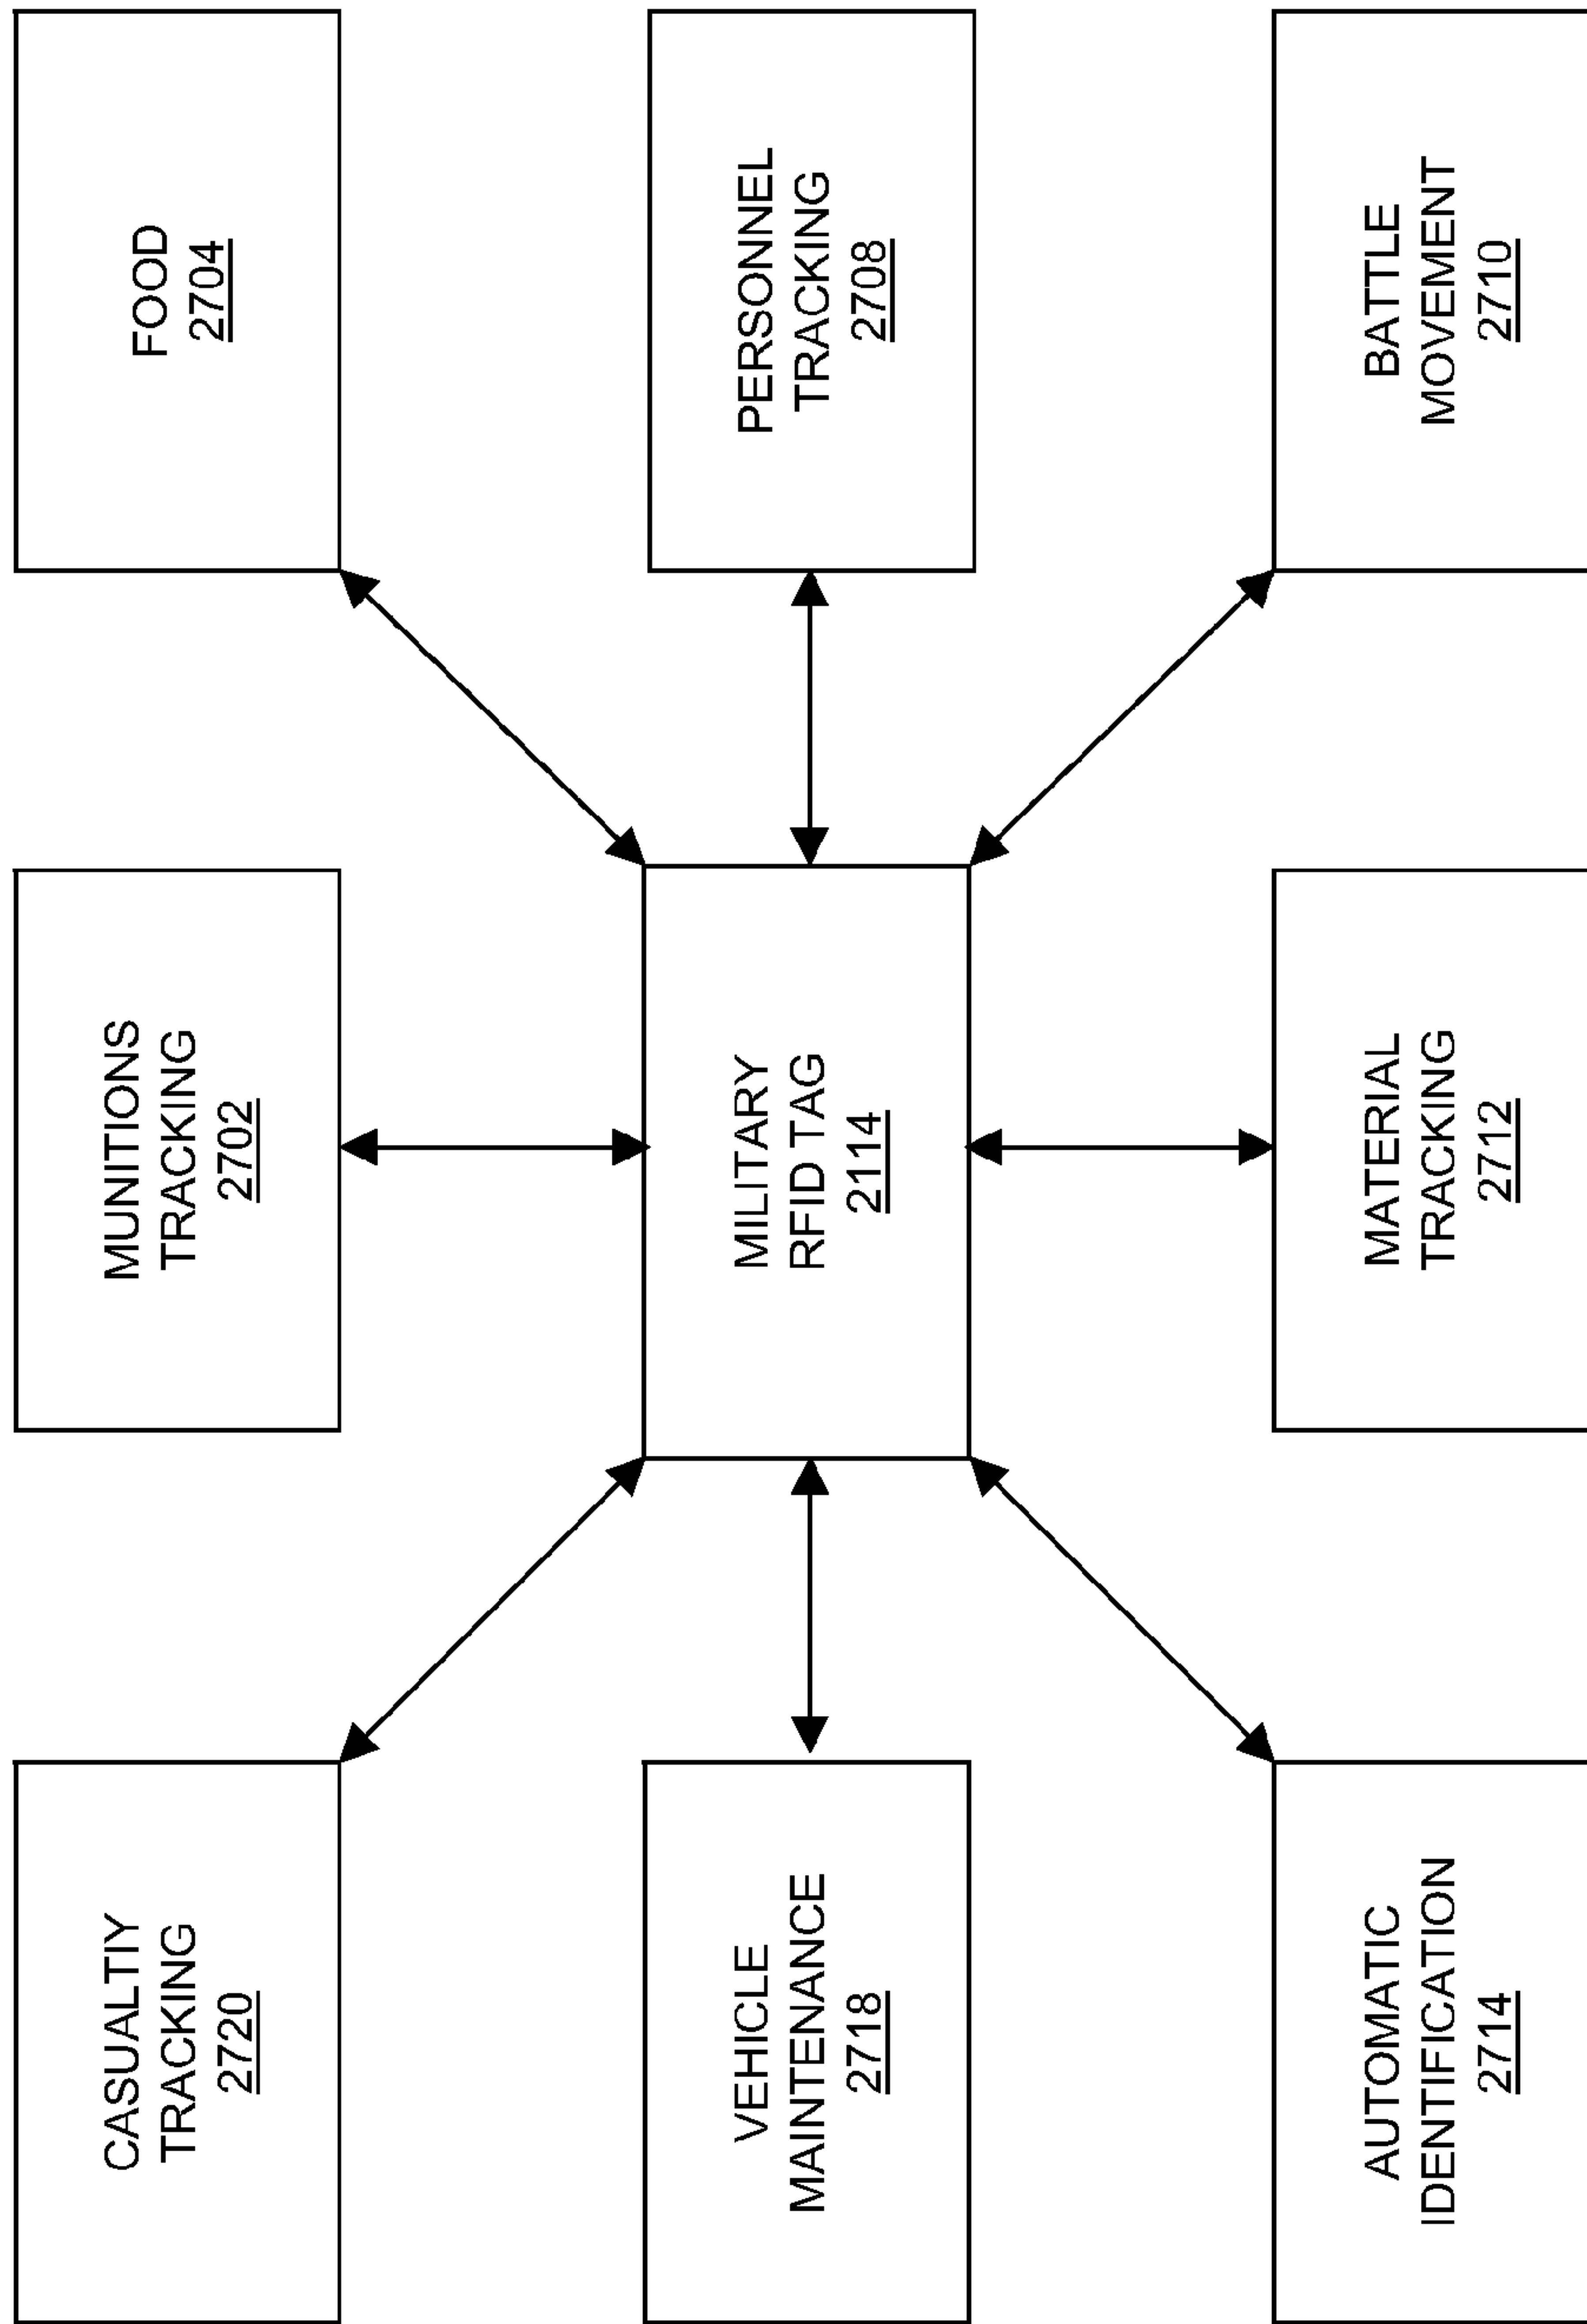 CASUALTIY
TRACKING
2720
MUNITIONS
TRACKING
2702
FOOD
2704
VEHICLE
MAINTENANCE
2718
MILITARY
RFID TAG
2114
PERSONNEL
TRACKING
2708
AUTOMATIC
IDENTIFICATION
2714
MATERIAL
TRACKING
2712
BATTLE
MOVEMENT
2710